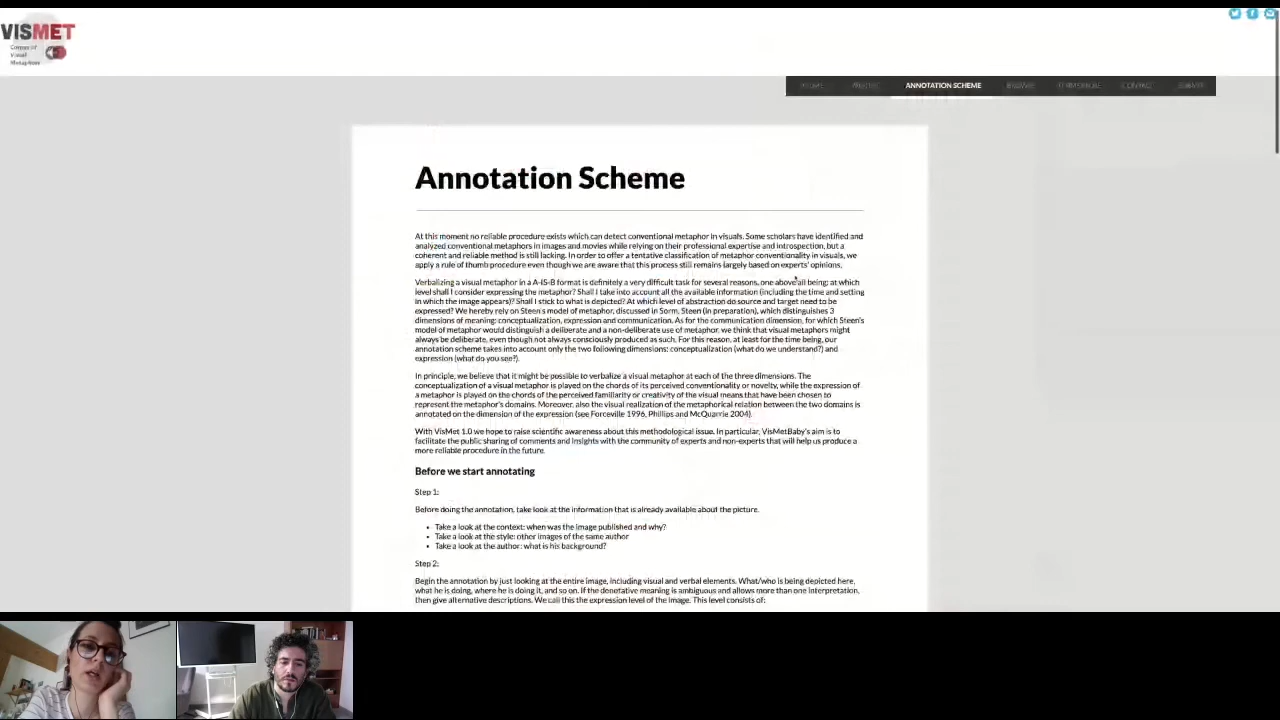 VISMET
Corpus of
Visual
Metaphors
HOME ANNOTATION SCHEME BROWSE CONTACT SUBMIT
Annotation Scheme
At this moment no reliable procedure exists which can detect conventional metaphor in visuals. Some scholars have identified and
analyzed conventional metaphors in images and movies while relying on their professional expertise and introspection, but a
coherent and reliable method is still lacking. In order to offer a tentative classification of metaphor conventionality in visuals, we
apply a rule of thumb procedure even though we are aware that this process still remains largely based on experts' opinions.
Verbalizing a visual metaphor in a A-IS-B format is definitely a very difficult task for several reasons, one above all being: at which
level shall I consider expressing the metaphor? Shall I take into account all the available information (including the time and setting
in which the image appears)? Shall I stick to what is depicted? At which level of abstraction do source and target need to be
expressed? We hereby rely on Steen's model of metaphor, discussed in Sorm, Steen (in preparation), which distinguishes 3
dimensions of meaning: conceptualization, expression and communication. As for the communication dimension, for which Steen's
model of metaphor would distinguish a deliberate and a non-deliberate use of metaphor, we think that visual metaphors might
always be deliberate, even though not always consciously produced as such. For this reason, at least for the time being, our
annotation scheme takes into account only the two following dimensions: conceptualization (what do we understand?) and
expression (what do you see?).
In principle, we believe that it might be possible to verbalize a visual metaphor at each of the three dimensions. The
conceptualization of a visual metaphor is played on the chords of its perceived conventionality or novelty, while the expression of
a metaphor is played on the chords of the perceived familiarity or creativity of the visual means that have been chosen to
represent the metaphor's domains. Moreover, also the visual realization of the metaphorical relation between the two domains is
annotated on the dimension of the expression (see Forceville 1996, Phillips and McQuarrie 2004).
With VisMet 1.0 we hope to raise scientific awareness about this methodological issue. In particular, VisMetBaby's aim is to
facilitate the public sharing of comments and insights with the community of experts and non-experts that will help us produce a
more reliable procedure in the future.
Before we start annotating
Step 1:
Before doing the annotation, take look at the information that is already available about the picture.
• Take a look at the context: when was the image published and why?
• Take a look at the style: other images of the same author
• Take a look at the author: what is his background?
Step 2:
Begin the annotation by just looking at the entire image, including visual and verbal elements. What/who is being depicted here,
what he is doing, where he is doing it, and so on. If the denotative meaning is ambiguous and allows more than one interpretation,
then give alternative descriptions. We call this the expression level of the image. This level consists of: